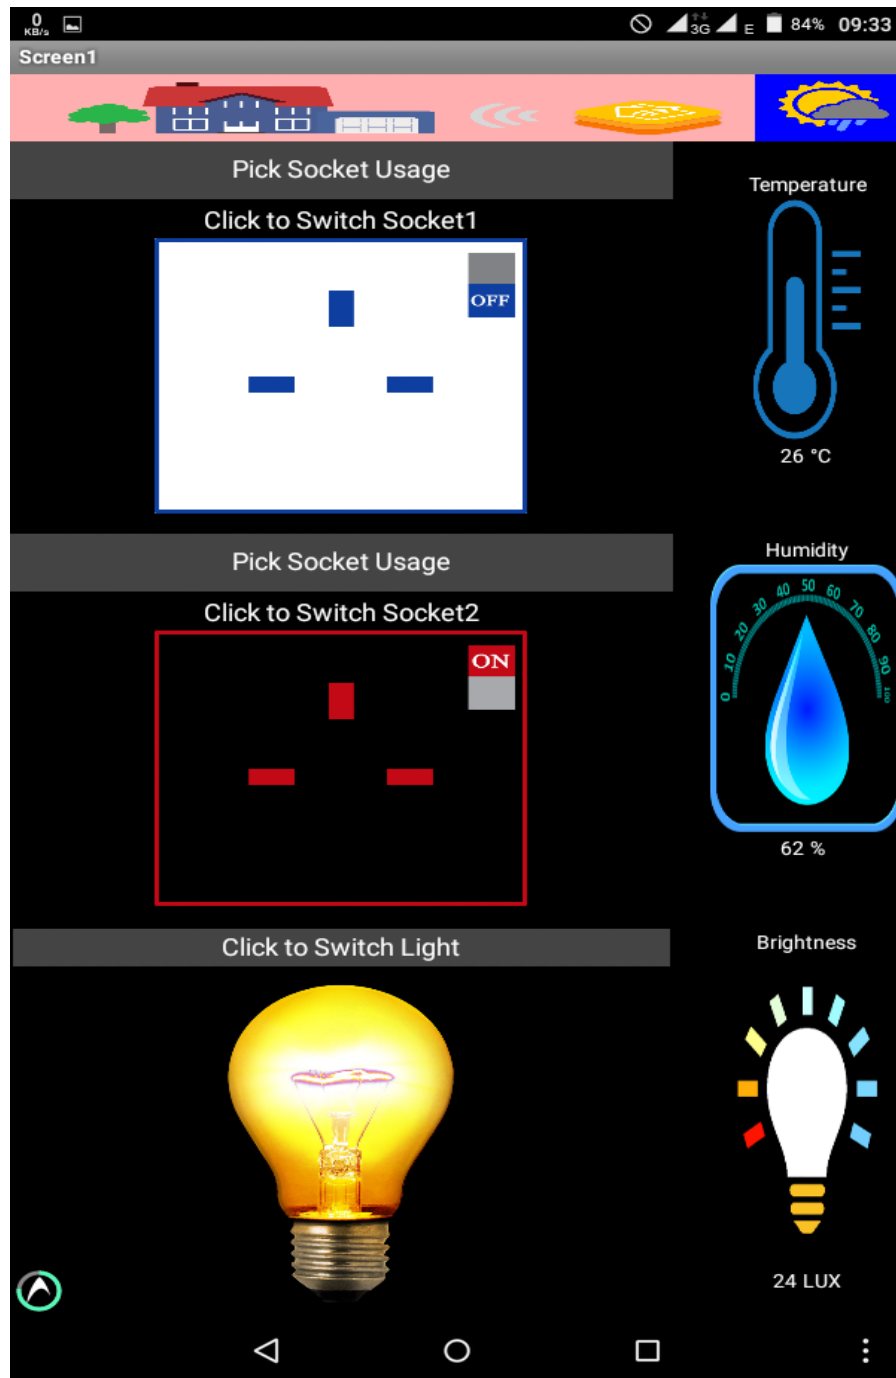 0
KB/s
3G E 84% 09:33
Screen1
Pick Socket Usage
Click to Switch Socket1
OFF
Temperature
26 °C
Pick Socket Usage
Click to Switch Socket2
ON
Humidity
0 10 20 30 40 50 60 70 80 90 100
62 %
Click to Switch Light
Brightness
24 LUX